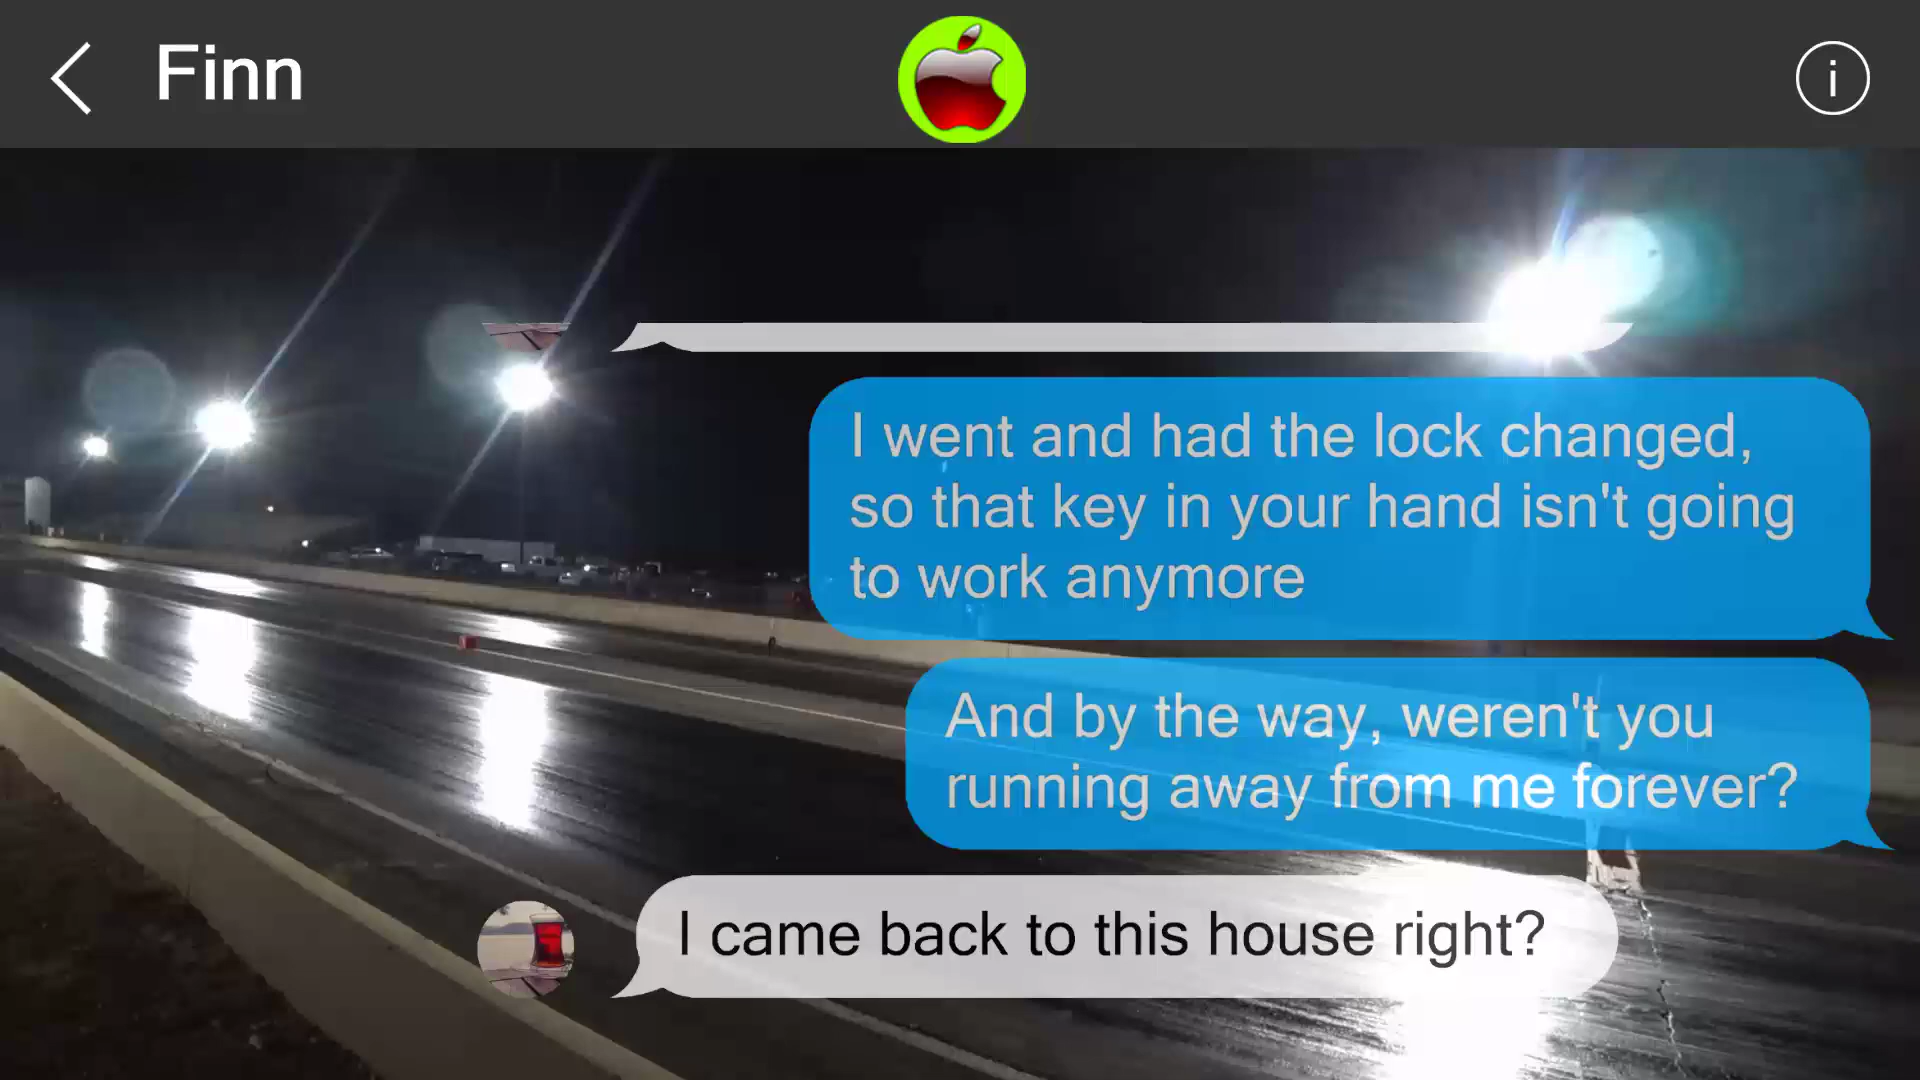 Finn
i
I went and had the lock changed,
so that key in your hand isn't going
to work anymore
And by the way, weren't you
running away from me forever?
I came back to this house right?